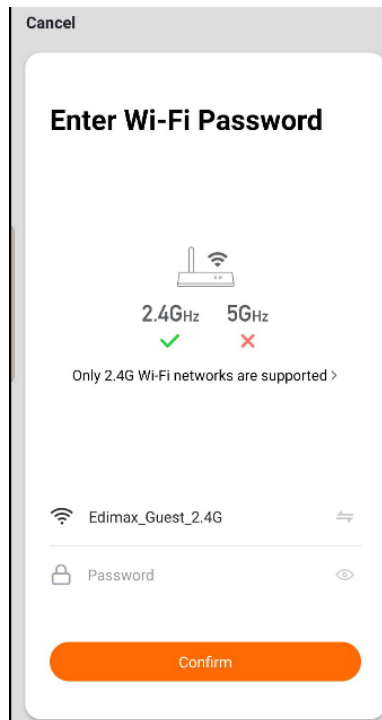 Cancel
Enter Wi-Fi Password
2.4GHz 5GHz
Only 2.4G Wi-Fi networks are supported >
Edimax_Guest_2.4G
Password
Confirm